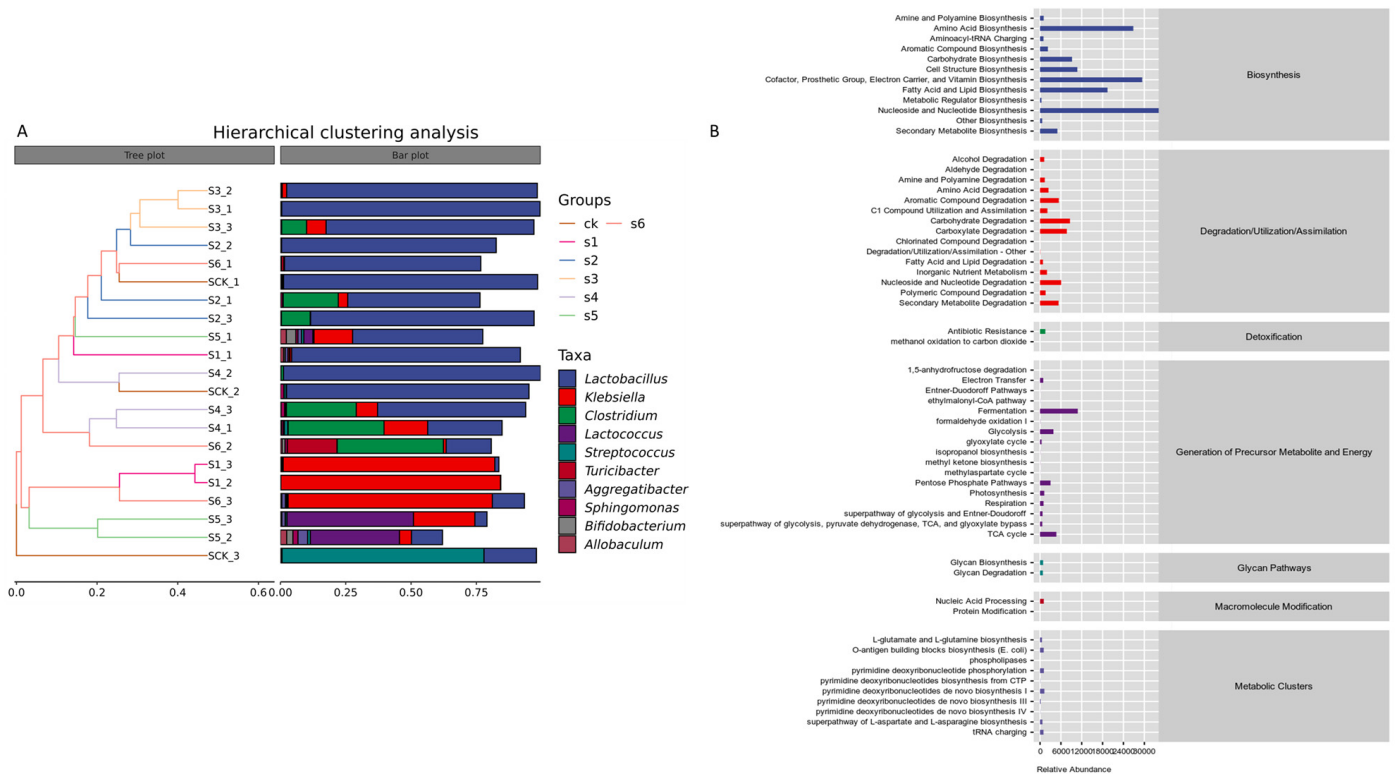 A
Hierarchical clustering analysis
Tree plot
Bar plot
S3_2
S3_1
S3_3
S2_2
S6_1
SCK_1
S2_1
S2_3
S5_1
S1_1
S4_2
SCK_2
S4_3
S4_1
S6_2
S1_3
S1_2
S6_3
S5_3
S5_2
SCK_3
0.0 0.2 0.4 0.6
0.00 0.25 0.50 0.75
Groups
ck s6
s1
s2
s3
s4
s5
Taxa
Lactobacillus
Klebsiella
Clostridium
Lactococcus
Streptococcus
Turicibacter
Aggregatibacter
Sphingomonas
Bifidobacterium
Allobaculum
B
Amine and Polyamine Biosynthesis
Amino Acid Biosynthesis
Aminoacyl-tRNA Charging
Aromatic Compound Biosynthesis
Carbohydrate Biosynthesis
Cell Structure Biosynthesis
Cofactor, Prosthetic Group, Electron Carrier, and Vitamin Biosynthesis
Fatty Acid and Lipid Biosynthesis
Metabolic Regulator Biosynthesis
Nucleoside and Nucleotide Biosynthesis
Other Biosynthesis
Secondary Metabolite Biosynthesis
Biosynthesis
Alcohol Degradation
Aldehyde Degradation
Amine and Polyamine Degradation
Amino Acid Degradation
Aromatic Compound Degradation
C1 Compound Utilization and Assimilation
Carbohydrate Degradation
Carboxylate Degradation
Chlorinated Compound Degradation
Degradation/Utilization/Assimilation - Other
Fatty Acid and Lipid Degradation
Inorganic Nutrient Metabolism
Nucleoside and Nucleotide Degradation
Polymeric Compound Degradation
Secondary Metabolite Degradation
Degradation/Utilization/Assimilation
Antibiotic Resistance
methanol oxidation to carbon dioxide
Detoxification
1,5-anhydrofructose degradation
Electron Transfer
Entner-Duodoroff Pathways
ethylmalonyl-CoA pathway
Fermentation
formaldehyde oxidation I
Glycolysis
glyoxylate cycle
isopropanol biosynthesis
methyl ketone biosynthesis
methylaspartate cycle
Pentose Phosphate Pathways
Photosynthesis
Respiration
superpathway of glycolysis and Entner-Doudoroff
superpathway of glycolysis, pyruvate dehydrogenase, TCA, and glyoxylate bypass
TCA cycle
Generation of Precursor Metabolite and Energy
Glycan Biosynthesis
Glycan Degradation
Glycan Pathways
Nucleic Acid Processing
Protein Modification
Macromolecule Modification
L-glutamate and L-glutamine biosynthesis
O-antigen building blocks biosynthesis (E. coli)
phospholipases
pyrimidine deoxyribonucleotide phosphorylation
pyrimidine deoxyribonucleotides biosynthesis from CTP
pyrimidine deoxyribonucleotides de novo biosynthesis I
pyrimidine deoxyribonucleotides de novo biosynthesis III
pyrimidine deoxyribonucleotides de novo biosynthesis IV
superpathway of L-aspartate and L-asparagine biosynthesis
tRNA charging
Metabolic Clusters
0 6000 12000 18000 24000 30000
Relative Abundance